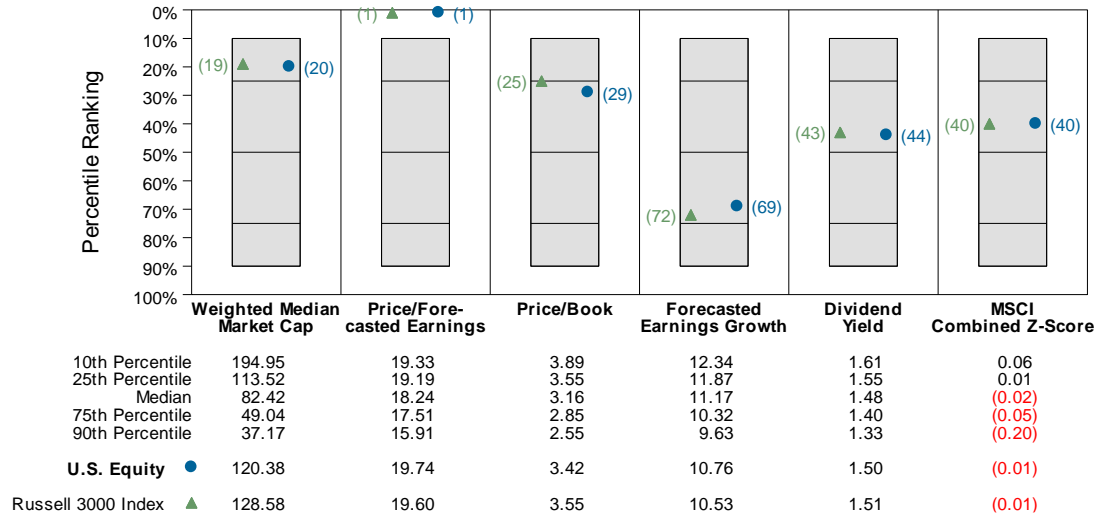 Percentile Ranking
0%
10%
20%
30%
40%
50%
60%
70%
80%
90%
100%
(19) (20)
(1) (1)
(25) (29)
(72) (69)
(43) (44)
(40) (40)
Weighted Median Market Cap
Price/Fore-casted Earnings
Price/Book
Forecasted Earnings Growth
Dividend Yield
MSCI Combined Z-Score
10th Percentile 194.95 19.33 3.89 12.34 1.61 0.06
25th Percentile 113.52 19.19 3.55 11.87 1.55 0.01
Median 82.42 18.24 3.16 11.17 1.48 (0.02)
75th Percentile 49.04 17.51 2.85 10.32 1.40 (0.05)
90th Percentile 37.17 15.91 2.55 9.63 1.33 (0.20)
U.S. Equity 120.38 19.74 3.42 10.76 1.50 (0.01)
Russell 3000 Index 128.58 19.60 3.55 10.53 1.51 (0.01)